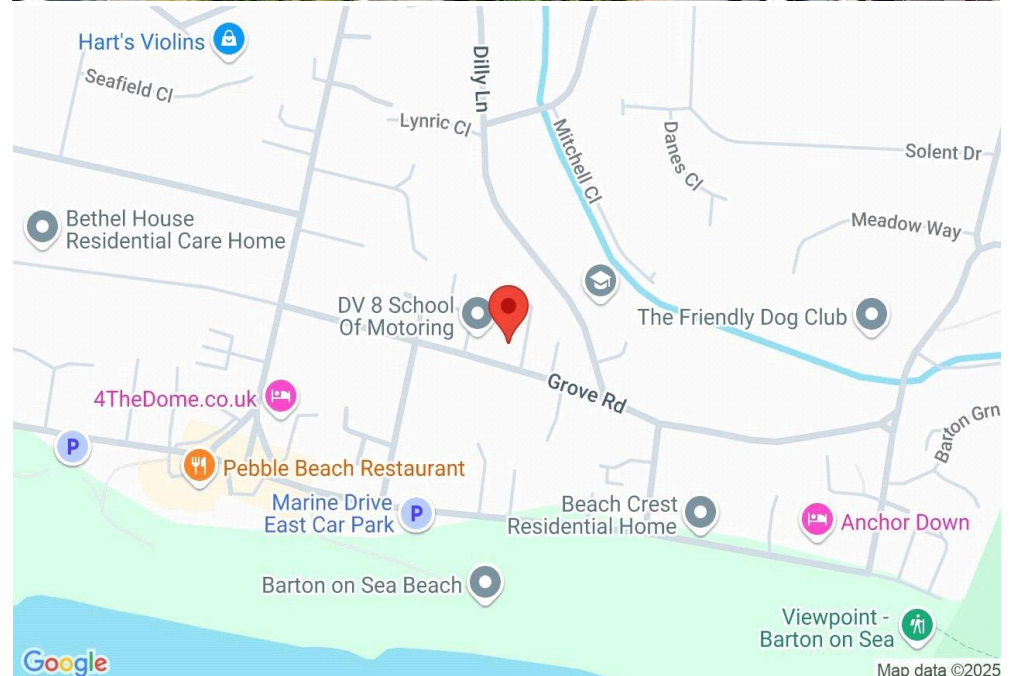 Hart's Violins
Seafield Cl
Dilly Ln
Lynric Cl
Mitchell Cl
Danes Cl
Solent Dr
Meadow Way
Bethel House
Residential Care Home
DV 8 School
Of Motoring
The Friendly Dog Club
Grove Rd
4TheDome.co.uk
Barton Grn
P
Pebble Beach Restaurant
Marine Drive
East Car Park
P
Beach Crest
Residential Home
Anchor Down
Barton on Sea Beach
Viewpoint -
Barton on Sea
Google
Map data ©2025